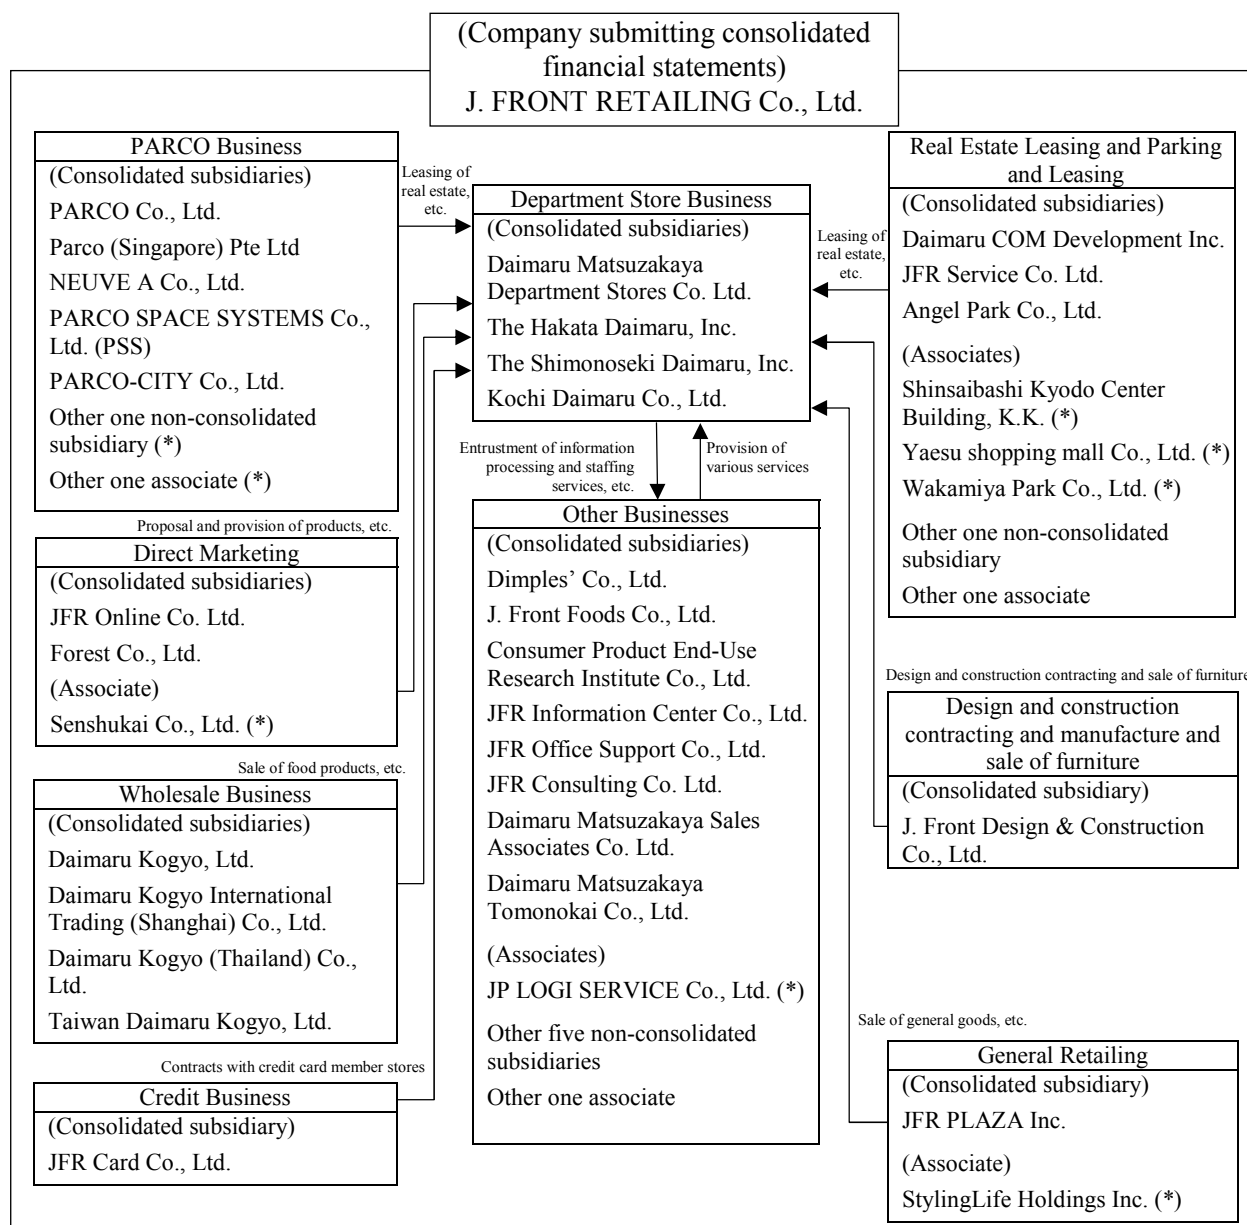 (Company submitting consolidated
financial statements)
J. FRONT RETAILING Co., Ltd.
PARCO Business
(Consolidated subsidiaries)
PARCO Co., Ltd.
Parco (Singapore) Pte Ltd
NEUVE A Co., Ltd.
PARCO SPACE SYSTEMS Co.,
Ltd. (PSS)
PARCO-CITY Co., Ltd.
Other one non-consolidated
subsidiary (*)
Other one associate (*)
Leasing of
real estate,
etc.
Department Store Business
(Consolidated subsidiaries)
Daimaru Matsuzakaya
Department Stores Co. Ltd.
The Hakata Daimaru, Inc.
The Shimonoseki Daimaru, Inc.
Kochi Daimaru Co., Ltd.
Leasing of
real estate,
etc.
Real Estate Leasing and Parking
and Leasing
(Consolidated subsidiaries)
Daimaru COM Development Inc.
JFR Service Co. Ltd.
Angel Park Co., Ltd.
(Associates)
Shinsaibashi Kyodo Center
Building, K.K. (*)
Yaesu shopping mall Co., Ltd. (*)
Wakamiya Park Co., Ltd. (*)
Other one non-consolidated
subsidiary
Other one associate
Entrustment of information
processing and staffing
services, etc.
Provision of
various services
Proposal and provision of products, etc.
Direct Marketing
(Consolidated subsidiaries)
JFR Online Co. Ltd.
Forest Co., Ltd.
(Associate)
Senshukai Co., Ltd. (*)
Other Businesses
(Consolidated subsidiaries)
Dimples’ Co., Ltd.
J. Front Foods Co., Ltd.
Consumer Product End-Use
Research Institute Co., Ltd.
JFR Information Center Co., Ltd.
JFR Office Support Co., Ltd.
JFR Consulting Co. Ltd.
Daimaru Matsuzakaya Sales
Associates Co. Ltd.
Daimaru Matsuzakaya
Tomonokai Co., Ltd.
(Associates)
JP LOGI SERVICE Co., Ltd. (*)
Other five non-consolidated
subsidiaries
Other one associate
Design and construction contracting and sale of furniture
Design and construction
contracting and manufacture and
sale of furniture
(Consolidated subsidiary)
J. Front Design & Construction
Co., Ltd.
Sale of food products, etc.
Wholesale Business
(Consolidated subsidiaries)
Daimaru Kogyo, Ltd.
Daimaru Kogyo International
Trading (Shanghai) Co., Ltd.
Daimaru Kogyo (Thailand) Co.,
Ltd.
Taiwan Daimaru Kogyo, Ltd.
Contracts with credit card member stores
Credit Business
(Consolidated subsidiary)
JFR Card Co., Ltd.
Sale of general goods, etc.
General Retailing
(Consolidated subsidiary)
JFR PLAZA Inc.
(Associate)
StylingLife Holdings Inc. (*)